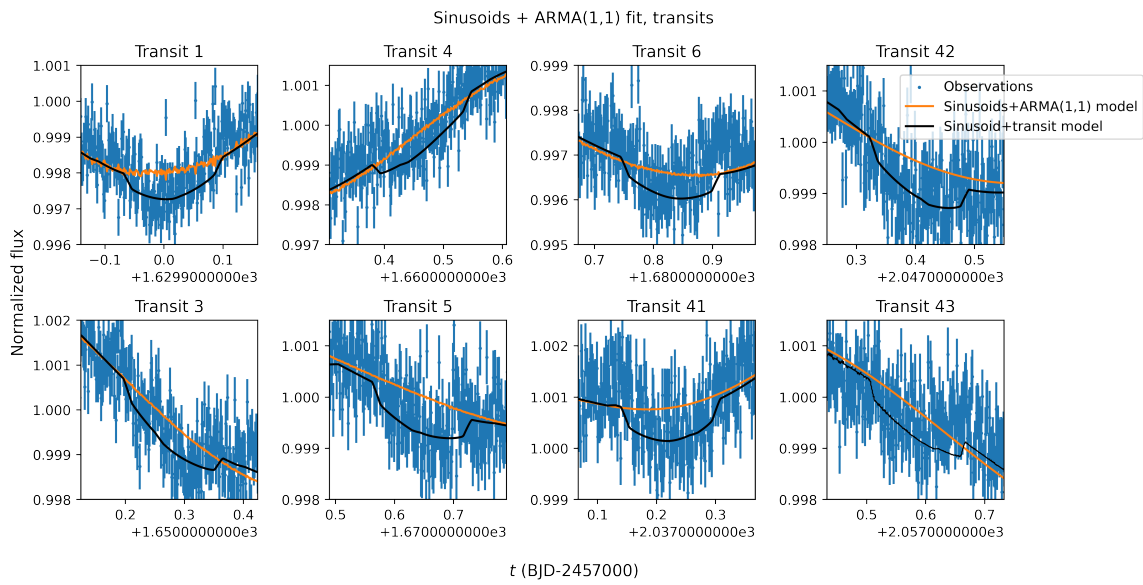 Sinusoids + ARMA(1,1) fit, transits
Transit 1
Transit 4
Transit 6
Transit 42
1.001
1.000
0.999
0.998
0.997
0.996
−0.1
0.0
0.1
+1.6299000000e3
1.001
1.000
0.999
0.998
0.997
0.4
0.5
0.6
+1.6600000000e3
0.999
0.998
0.997
0.996
0.995
0.7
0.8
0.9
+1.6800000000e3
1.001
1.000
0.999
0.998
0.3
0.4
0.5
+2.0470000000e3
Observations
Sinusoids+ARMA(1,1) model
Sinusoid+transit model
Normalized flux
Transit 3
Transit 5
Transit 41
Transit 43
1.002
1.001
1.000
0.999
0.998
0.2
0.3
0.4
+1.6500000000e3
1.001
1.000
0.999
0.998
0.5
0.6
0.7
+1.6700000000e3
1.002
1.001
1.000
0.999
0.1
0.2
0.3
+2.0370000000e3
1.001
1.000
0.999
0.998
0.5
0.6
0.7
+2.0570000000e3
t (BJD-2457000)